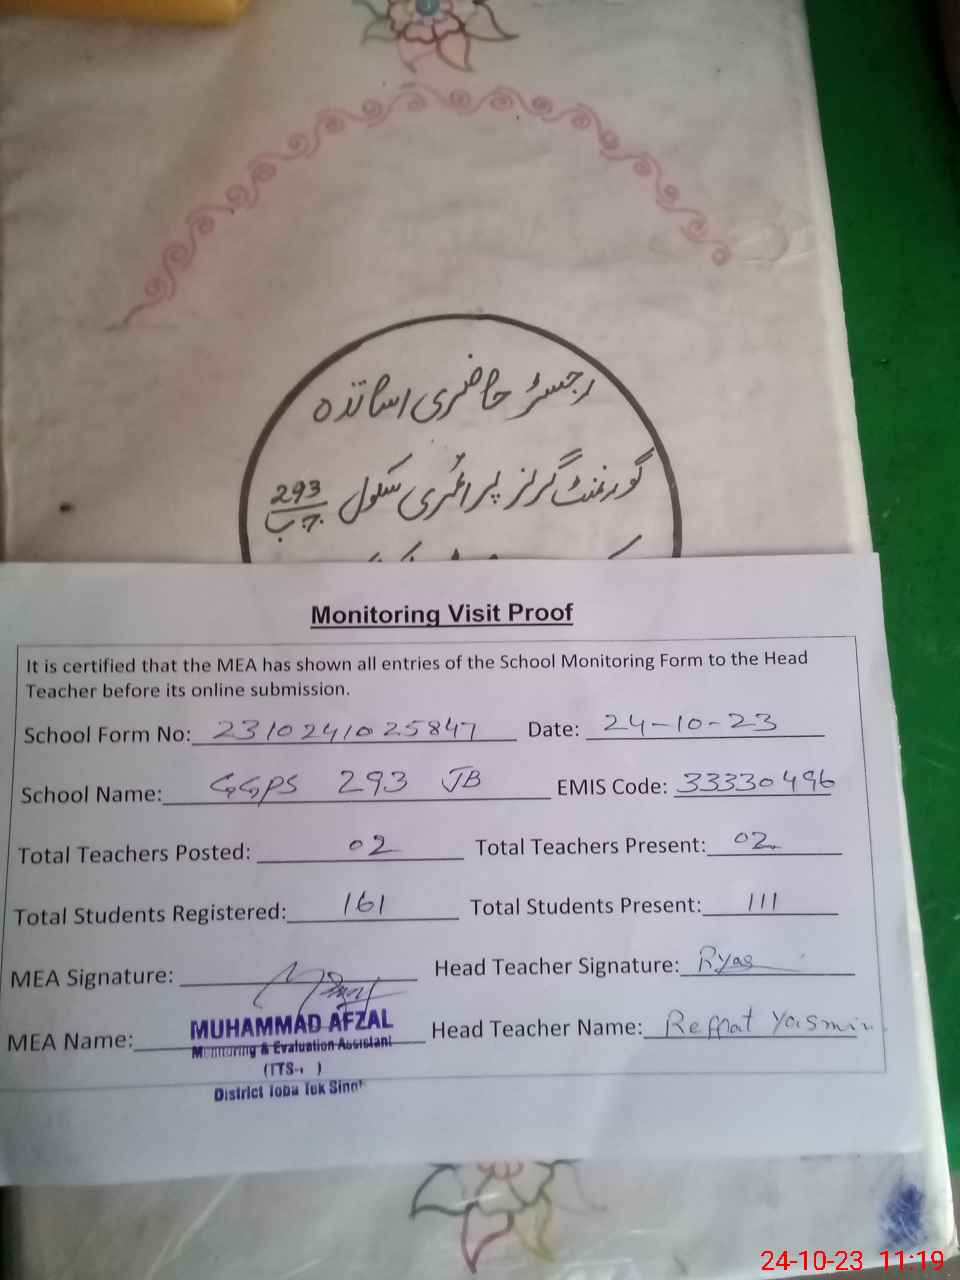 رجسٹر حاضری اساتذہ
گورنمنٹ گرلز پرائمری سکول 293 ج ب
Monitoring Visit Proof
It is certified that the MEA has shown all entries of the School Monitoring Form to the Head
Teacher before its online submission.
School Form No: 2310241025847 Date: 24-10-23
School Name: GGPS 293 JB EMIS Code: 33330496
Total Teachers Posted: 02 Total Teachers Present: 02
Total Students Registered: 161 Total Students Present: 111
MEA Signature: Head Teacher Signature: Ryas
MEA Name: MUHAMMAD AFZAL Head Teacher Name: Reffat Yasmin
Monitoring & Evaluation Assistant
(TTS- )
District Toba Tek Singh
24-10-23 11:19